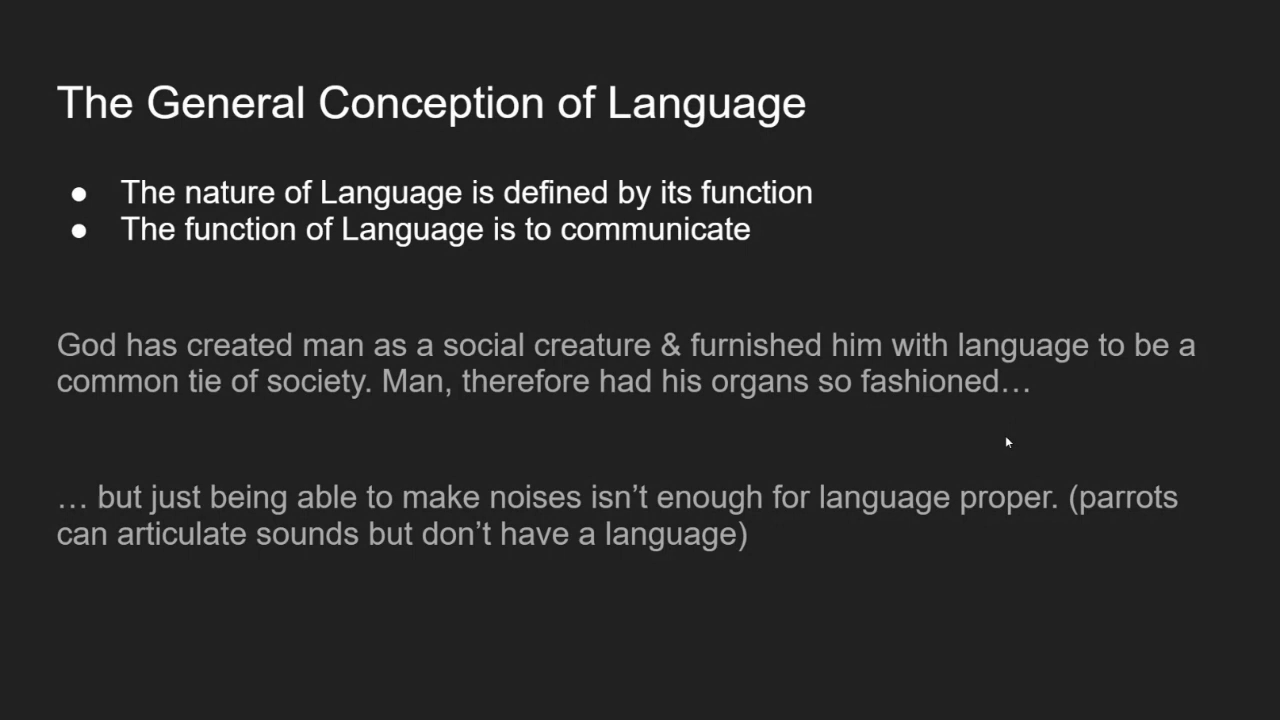 The General Conception of Language
● The nature of Language is defined by its function
● The function of Language is to communicate
God has created man as a social creature & furnished him with language to be a
common tie of society. Man, therefore had his organs so fashioned…
… but just being able to make noises isn’t enough for language proper. (parrots
can articulate sounds but don’t have a language)